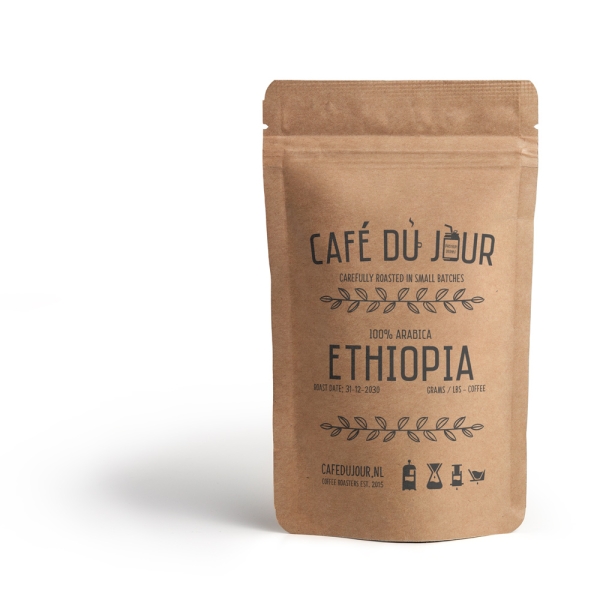 CAFÉ DU JOUR
CAREFULLY ROASTED IN SMALL BATCHES
100% ARABICA
ETHIOPIA
ROAST DATE: 31-12-2030 GRAMS / LBS - COFFEE
CAFEDUJOUR.NL
COFFEE ROASTERS EST. 2015